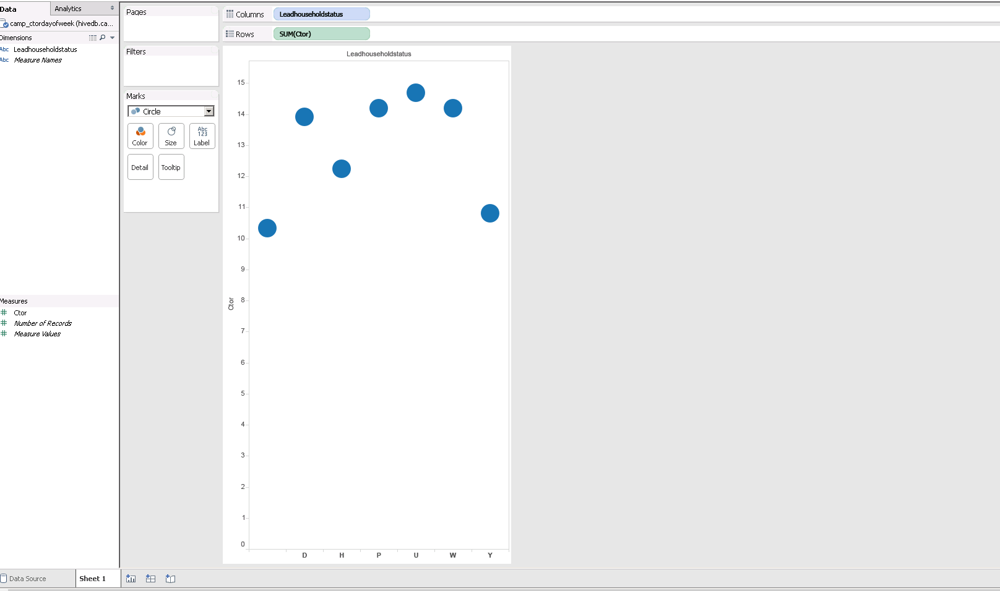 Data
Analytics
camp_ctordayofweek (hivedb.ca...
Dimensions
Abc Leadhouseholdstatus
Abc Measure Names
Measures
Ctor
Number of Records
Measure Values
Pages
Filters
Marks
Circle
Color
Size
Abc
123
Label
Detail
Tooltip
Columns
Leadhouseholdstatus
Rows
SUM(Ctor)
Leadhouseholdstatus
15
14
13
12
11
10
9
8
7
6
5
4
3
2
1
0
Ctor
D H P U W Y
Data Source
Sheet 1